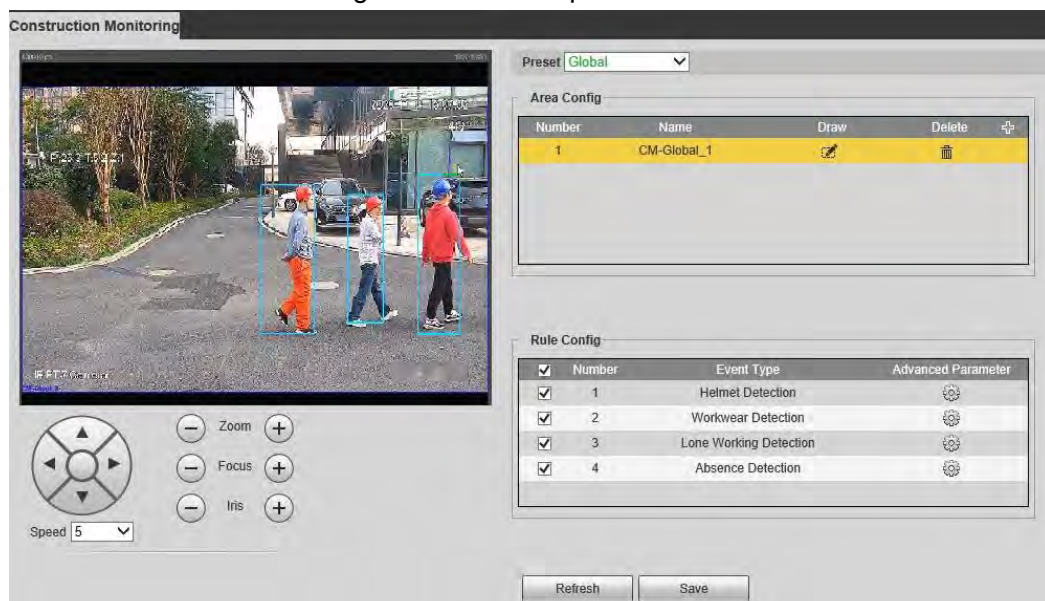 Construction Monitoring
Preset Global
Area Config
Number Name Draw Delete
1 CM-Global_1
Rule Config
Number Event Type Advanced Parameter
1 Helmet Detection
2 Workwear Detection
3 Lone Working Detection
4 Absence Detection
Zoom
Focus
Iris
Speed 5
Refresh Save